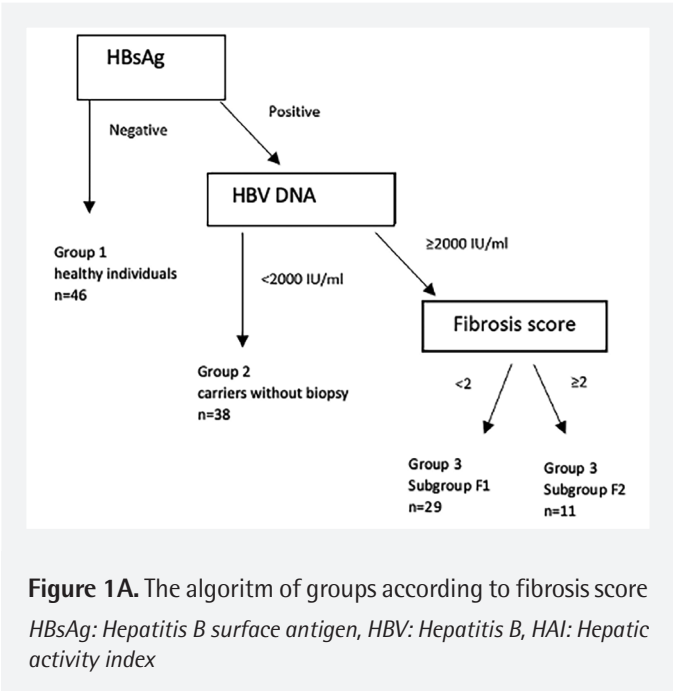 HBsAg
Negative
Positive
HBV DNA
Group 1
healthy individuals
n=46
<2000 IU/ml
≥2000 IU/ml
Fibrosis score
Group 2
carriers without biopsy
n=38
<2
≥2
Group 3
Subgroup F1
n=29
Group 3
Subgroup F2
n=11
Figure 1A. The algoritm of groups according to fibrosis score
HBsAg: Hepatitis B surface antigen, HBV: Hepatitis B, HAI: Hepatic
activity index